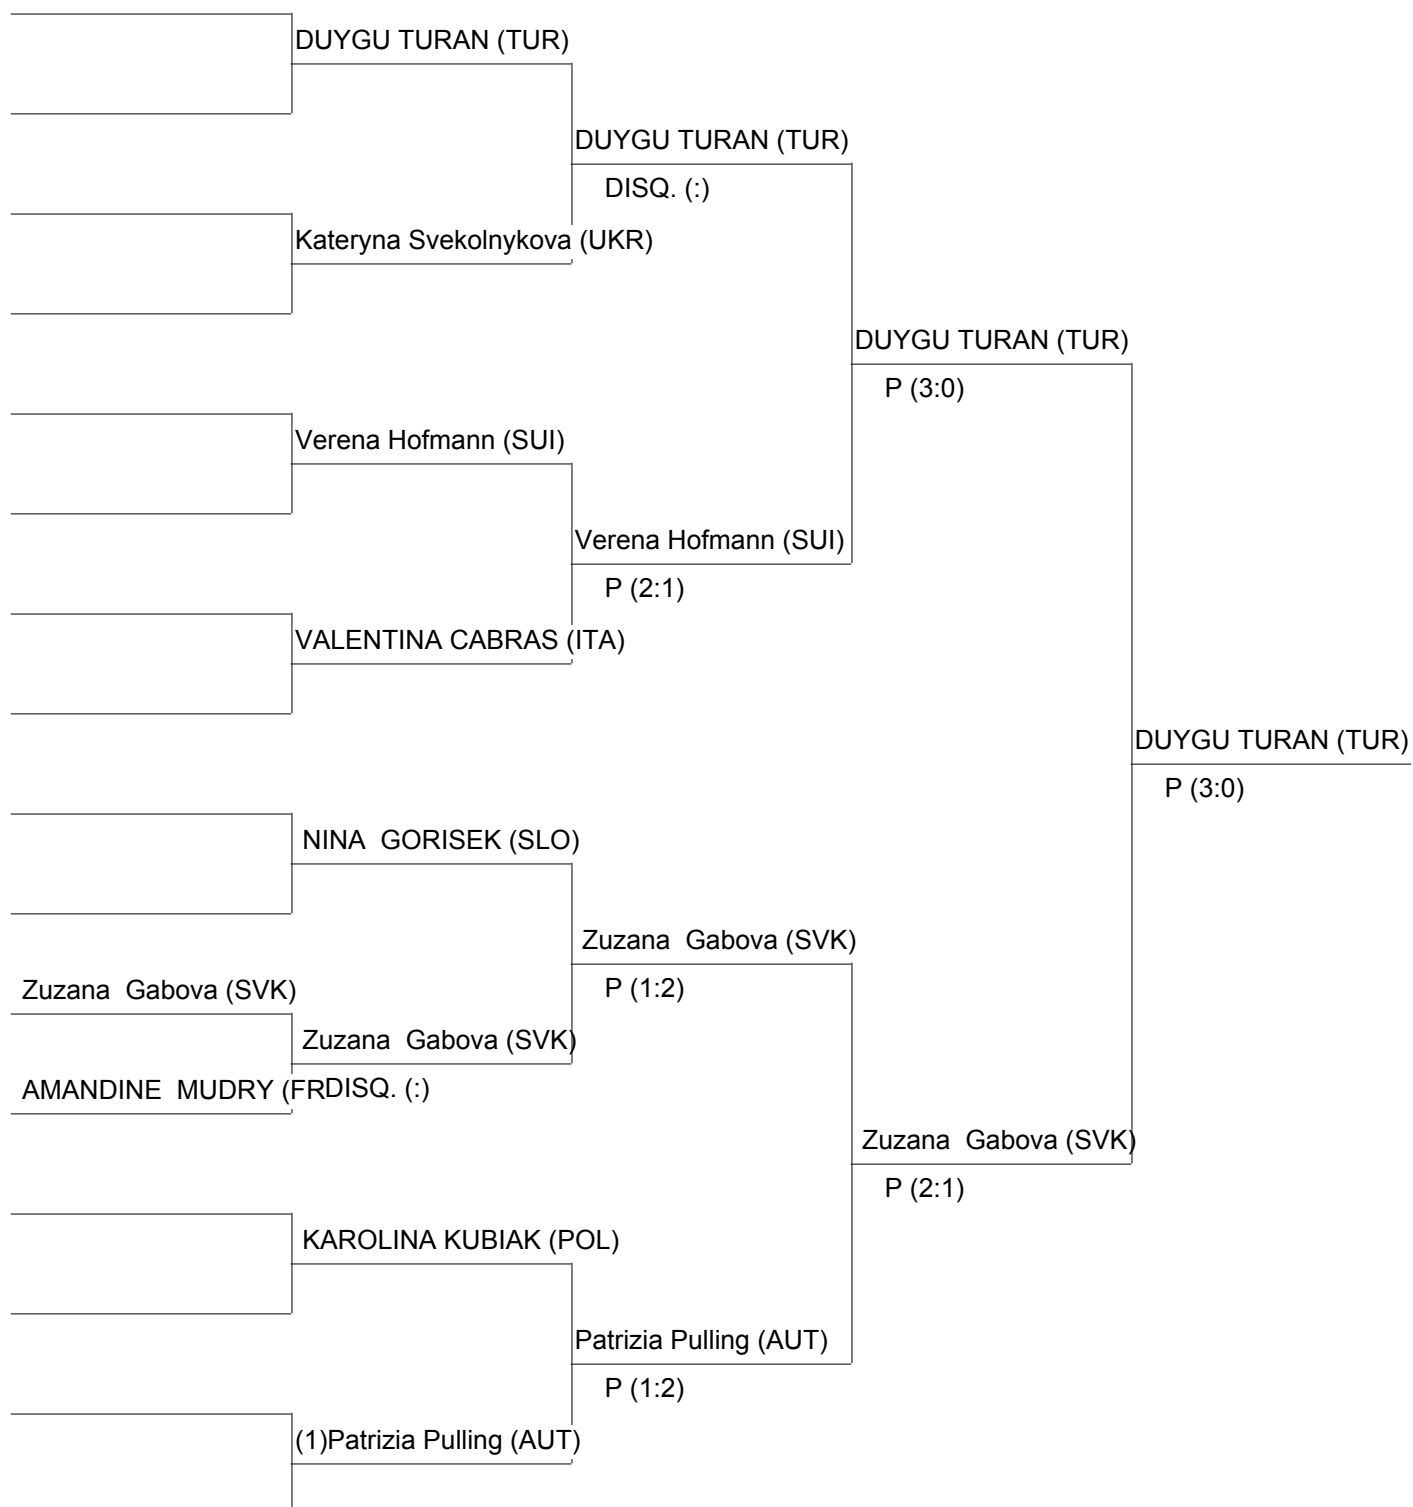 DUYGU TURAN (TUR)
DUYGU TURAN (TUR)
DISQ. (:)
Kateryna Svekolnykova (UKR)
DUYGU TURAN (TUR)
P (3:0)
Verena Hofmann (SUI)
Verena Hofmann (SUI)
P (2:1)
VALENTINA CABRAS (ITA)
DUYGU TURAN (TUR)
P (3:0)
NINA GORISEK (SLO)
Zuzana Gabova (SVK)
P (1:2)
Zuzana Gabova (SVK)
Zuzana Gabova (SVK)
AMANDINE MUDRY (FR
DISQ. (:)
Zuzana Gabova (SVK)
P (2:1)
KAROLINA KUBIAK (POL)
Patrizia Pulling (AUT)
P (1:2)
(1)Patrizia Pulling (AUT)